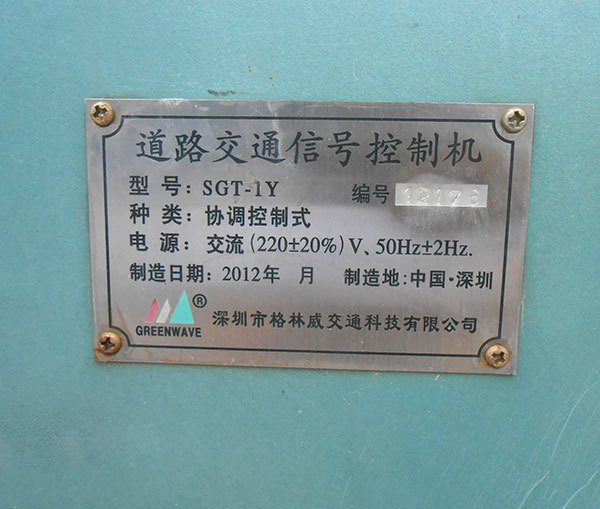 道路交通信号控制机
型号：SGT-1Y 编号 12176
种类：协调控制式
电源：交流(220±20%)V、50Hz±2Hz.
制造日期：2012年 月 制造地:中国·深圳
®
GREENWAVE 深圳市格林威交通科技有限公司